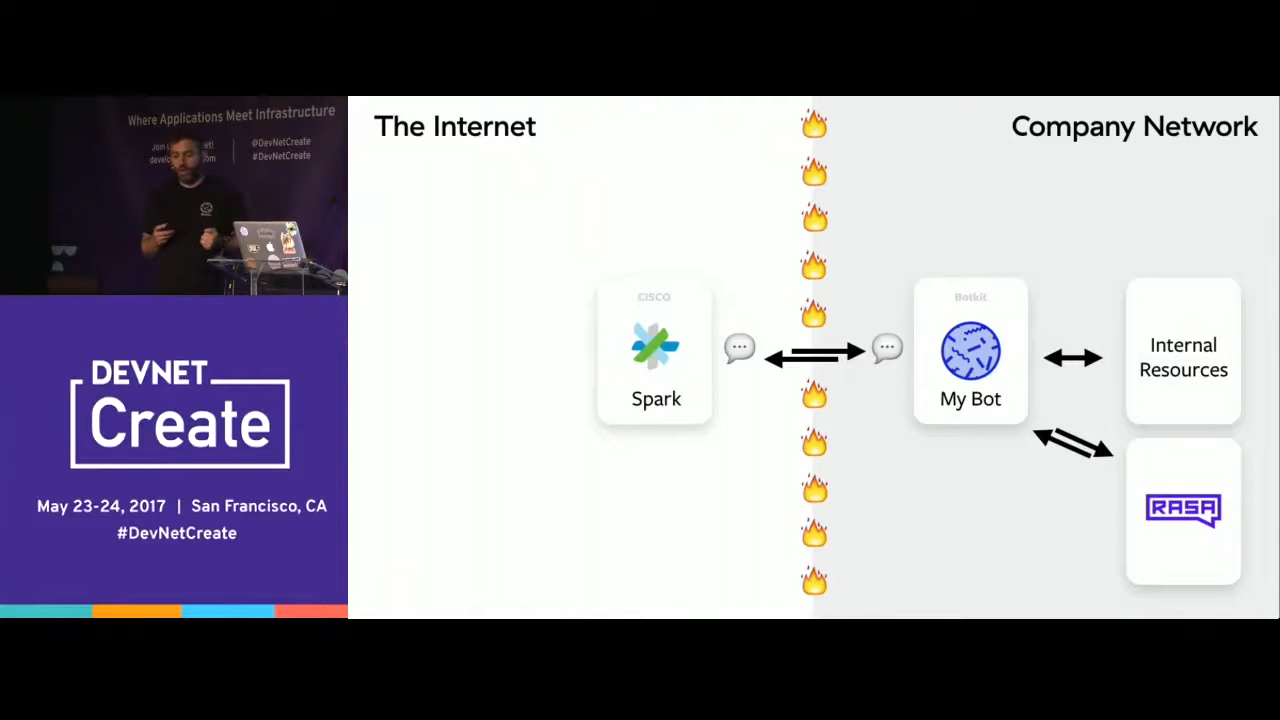 Where Applications Meet Infrastructure
@DevNetCreate
#DevNetCreate
DEVNET
Create
May 23-24, 2017 | San Francisco, CA
#DevNetCreate
The Internet
Company Network
CISCO
Spark
Botkit
My Bot
Internal
Resources
RASA